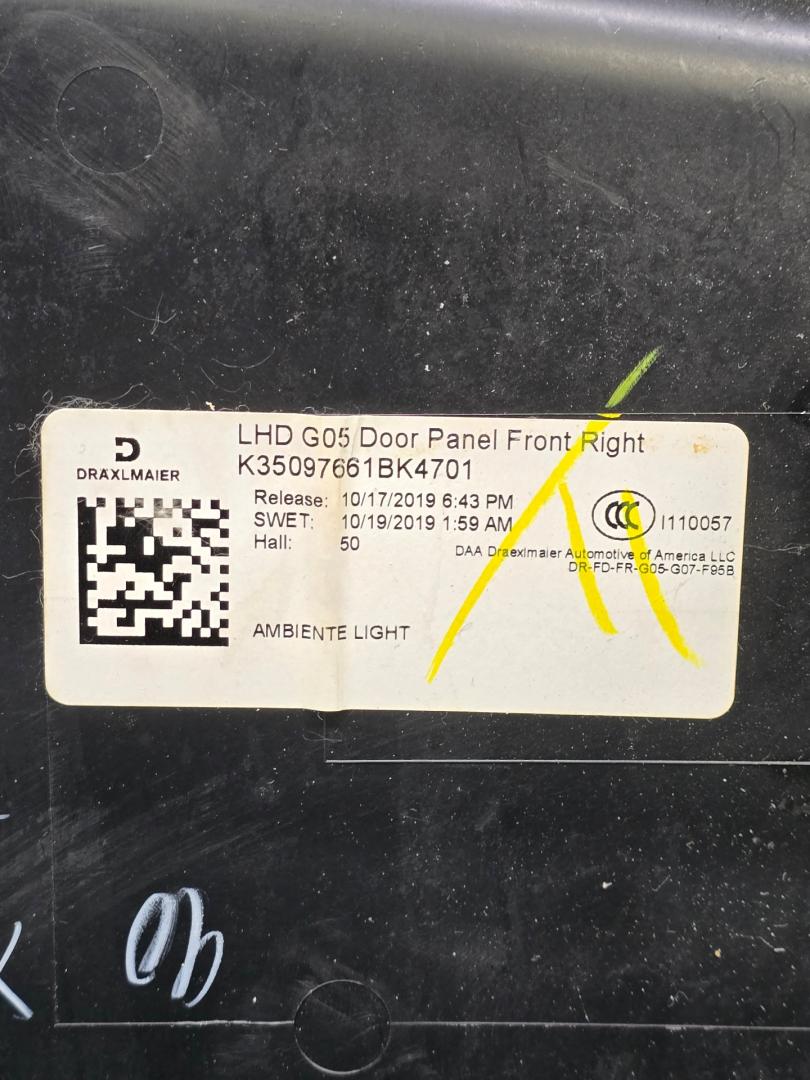 LHD G05 Door Panel Front Right
DRÄXLMAIER
K35097661BK4701
Release: 10/17/2019 6:43 PM
SWET: 10/19/2019 1:59 AM
Hall: 50
CCC I110057
DAA Draexlmaier Automotive of America LLC
DR-FD-FR-G05-G07-F95B
AMBIENTE LIGHT